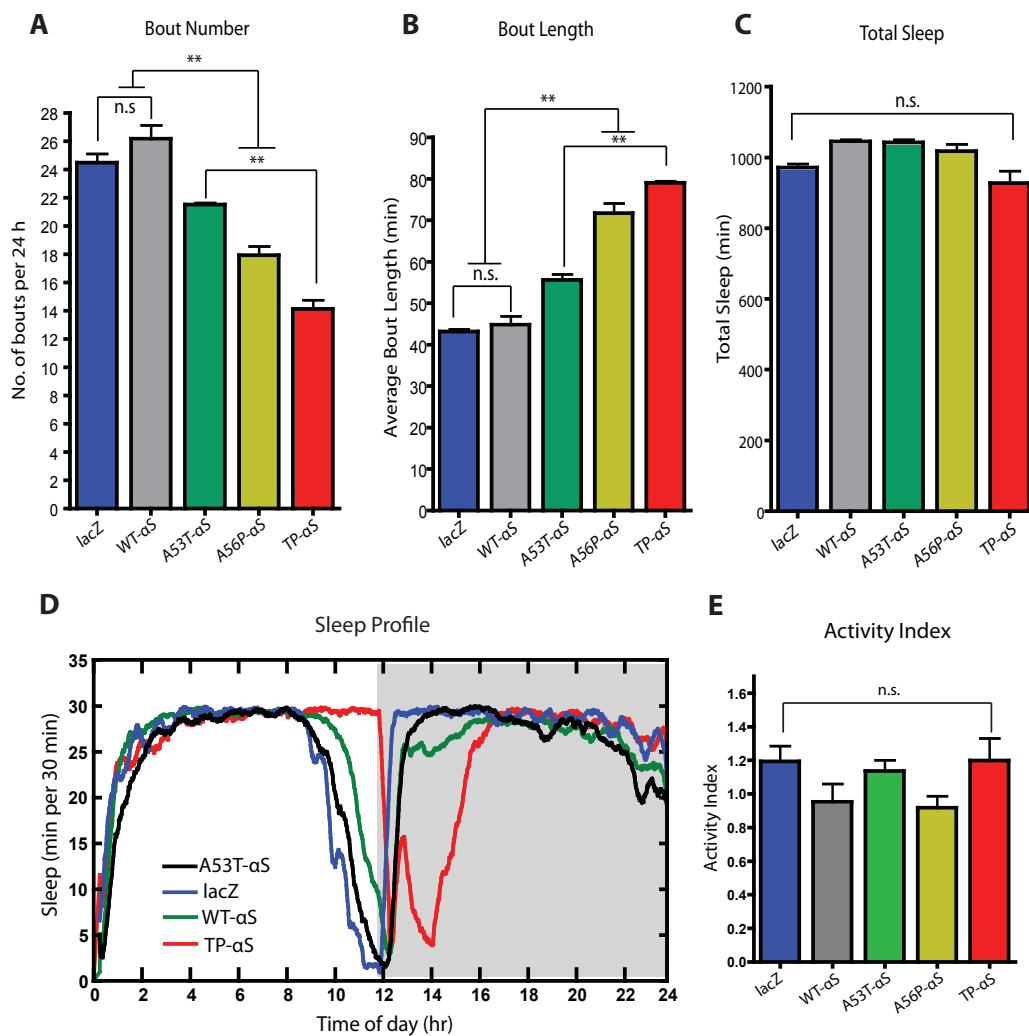 A
Bout Number
**
n.s
**
No. of bouts per 24 h
28
26
24
22
20
18
16
14
12
10
8
6
4
2
0
lacZ
WT-αS
A53T-αS
A56P-αS
TP-αS
B
Bout Length
**
**
n.s.
Average Bout Length (min)
90
80
70
60
50
40
30
20
10
0
lacZ
WT-αS
A53T-αS
A56P-αS
TP-αS
C
Total Sleep
n.s.
Total Sleep (min)
1200
1000
800
600
400
200
0
lacZ
WT-αS
A53T-αS
A56P-αS
TP-αS
D
Sleep Profile
Sleep (min per 30 min)
35
30
25
20
15
10
5
0
A53T-αS
lacZ
WT-αS
TP-αS
0 2 4 6 8 10 12 14 16 18 20 22 24
Time of day (hr)
E
Activity Index
n.s.
Activity Index
1.6
1.4
1.2
1.0
0.8
0.6
0.4
0.2
0.0
lacZ
WT-αS
A53T-αS
A56P-αS
TP-αS